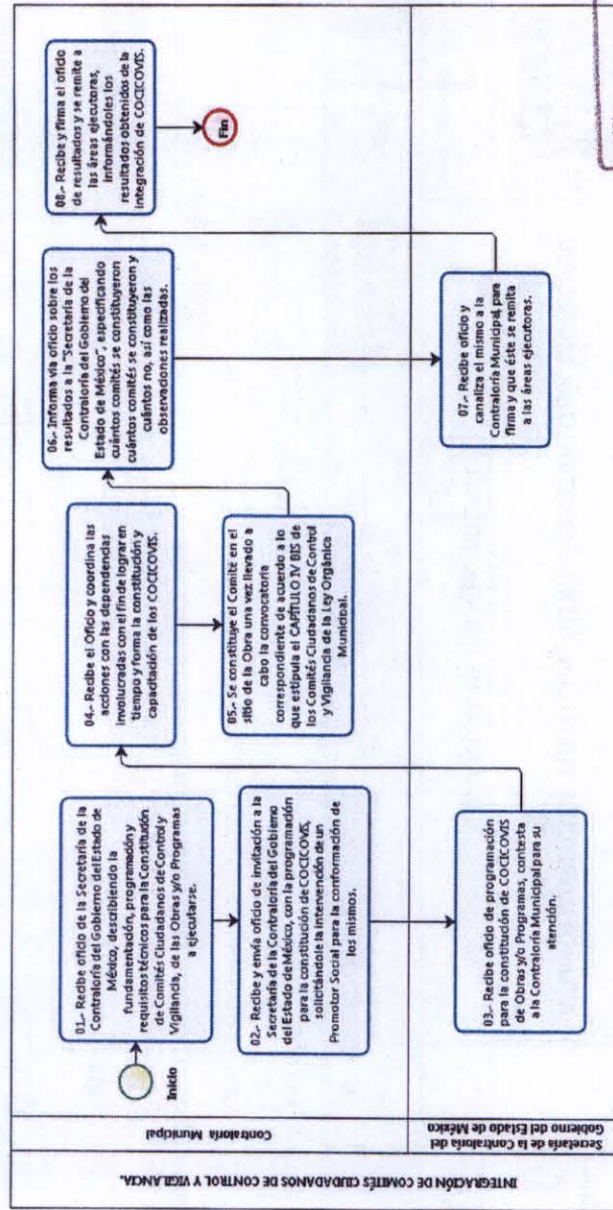 INTEGRACIÓN DE COMITÉS CIUDADANOS DE CONTROL Y VIGILANCIA.
Contraloría Municipal
Secretaría de la Contraloría del
Gobierno del Estado de México
Inicio
01.- Recibe oficio de la Secretaría de la
Contraloría del Gobierno del Estado de
México, describiendo la
fundamentación, programación y
requisitos técnicos para la Constitución
de Comités Ciudadanos de Control y
Vigilancia, de las Obras y/o Programas
a ejecutarse.
02.- Recibe y envía oficio de invitación a la
Secretaría de la Contraloría del Gobierno
del Estado de México, con la programación
para la constitución de COCICOVIS,
solicitándole la intervención de un
Promotor Social para la conformación de
los mismos.
03.- Recibe oficio de programación
para la constitución de COCICOVIS
de Obras y/o Programas, contesta
a la Contraloría Municipal para su
atención.
04.- Recibe el Oficio y coordina las
acciones con las dependencias
involucradas con el fin de lograr en
tiempo y forma la constitución y
capacitación de los COCICOVIS.
05.- Se constituye el Comité en el
sitio de la Obra una vez llevado a
cabo la convocatoria
correspondiente de acuerdo a lo
que estipula el CAPÍTULO IV BIS de
los Comités Ciudadanos de Control
y Vigilancia de la Ley Orgánica
Municipal.
06.- Informa vía oficio sobre los
resultados a la "Secretaría de la
Contraloría del Gobierno del
Estado de México", especificando
cuántos comités se constituyeron
cuántos comités se constituyeron y
cuántos no, así como las
observaciones realizadas.
07.- Recibe oficio y
canaliza el mismo a la
Contraloría Municipal, para
firma y que éste se remita
a las áreas ejecutoras.
08.- Recibe y firma el oficio
de resultados y se remite a
las áreas ejecutoras,
informándoles los
resultados obtenidos de la
integración de COCICOVIS.
Fin